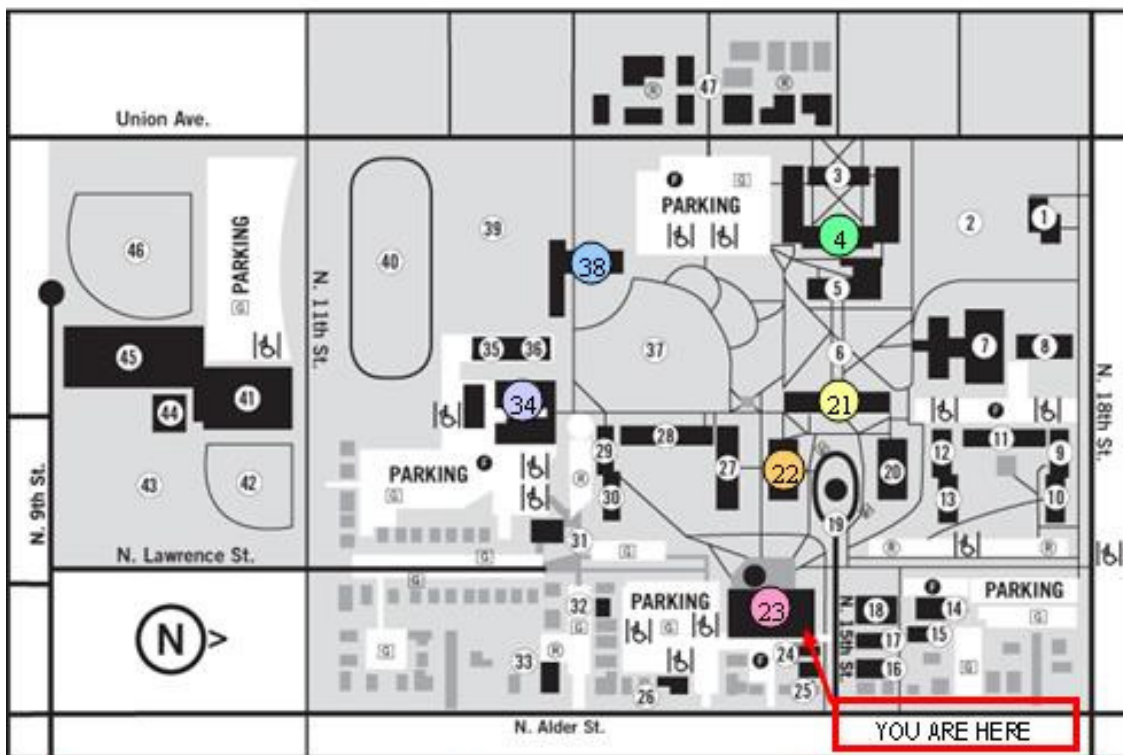 47
Union Ave.
PARKING
F
G
3
4
2
1
46
PARKING
G
N. 11th St.
40
39
38
5
45
35
36
37
6
7
8
N. 18th St.
44
41
34
21
F
28
29
27
22
20
12
11
9
N. 9th St.
43
42
PARKING
F
G
R
30
19
13
10
N. Lawrence St.
31
G
R
R
G
G
32
PARKING
G
23
N. 15th St.
18
F
14
PARKING
G
17
15
N >
G
33
R
G
F
24
16
G
26
25
N. Alder St.
YOU ARE HERE